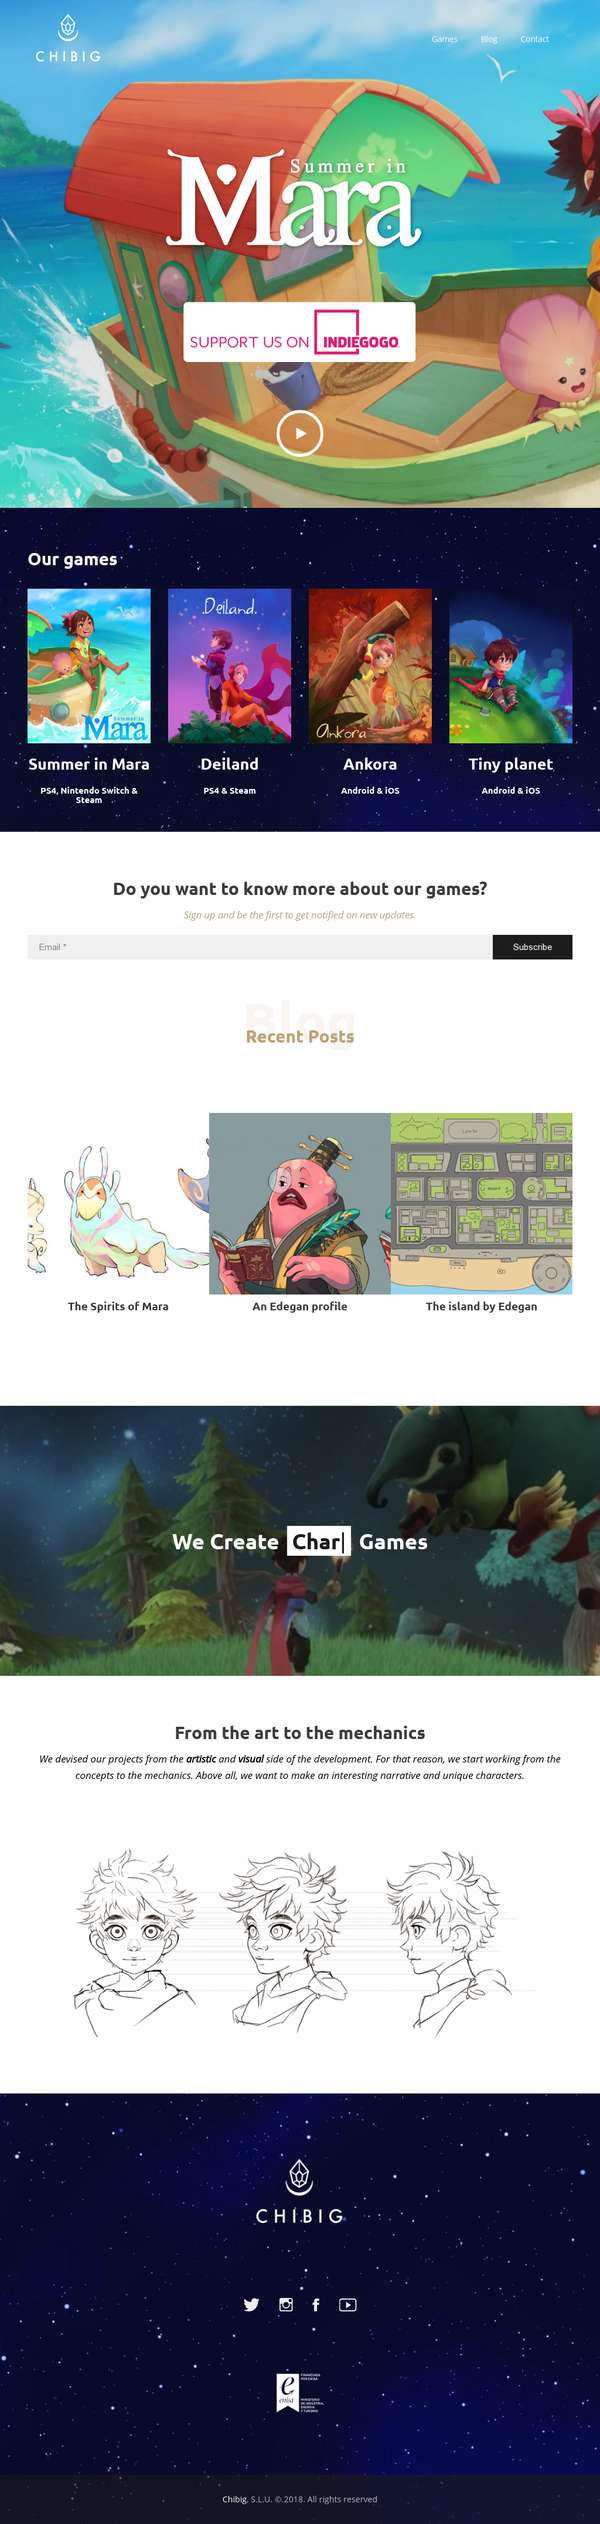 CHIBIG
Games Blog Contact
Summer in
Mara
SUPPORT US ON INDIEGOGO
Our games
Summer in
Mara
Deiland.
Ankora
Summer in Mara
Deiland
Ankora
Tiny planet
PS4, Nintendo Switch &
Steam
PS4 & Steam
Android & iOS
Android & iOS
Do you want to know more about our games?
Sign up and be the first to get notified on new updates.
Email *
Subscribe
Blog
Recent Posts
The Spirits of Mara
An Edegan profile
The island by Edegan
We Create Char| Games
From the art to the mechanics
We devised our projects from the artistic and visual side of the development. For that reason, we start working from the
concepts to the mechanics. Above all, we want to make an interesting narrative and unique characters.
CHIBIG
e
enisa
Chibig. S.L.U. © 2018. All rights reserved